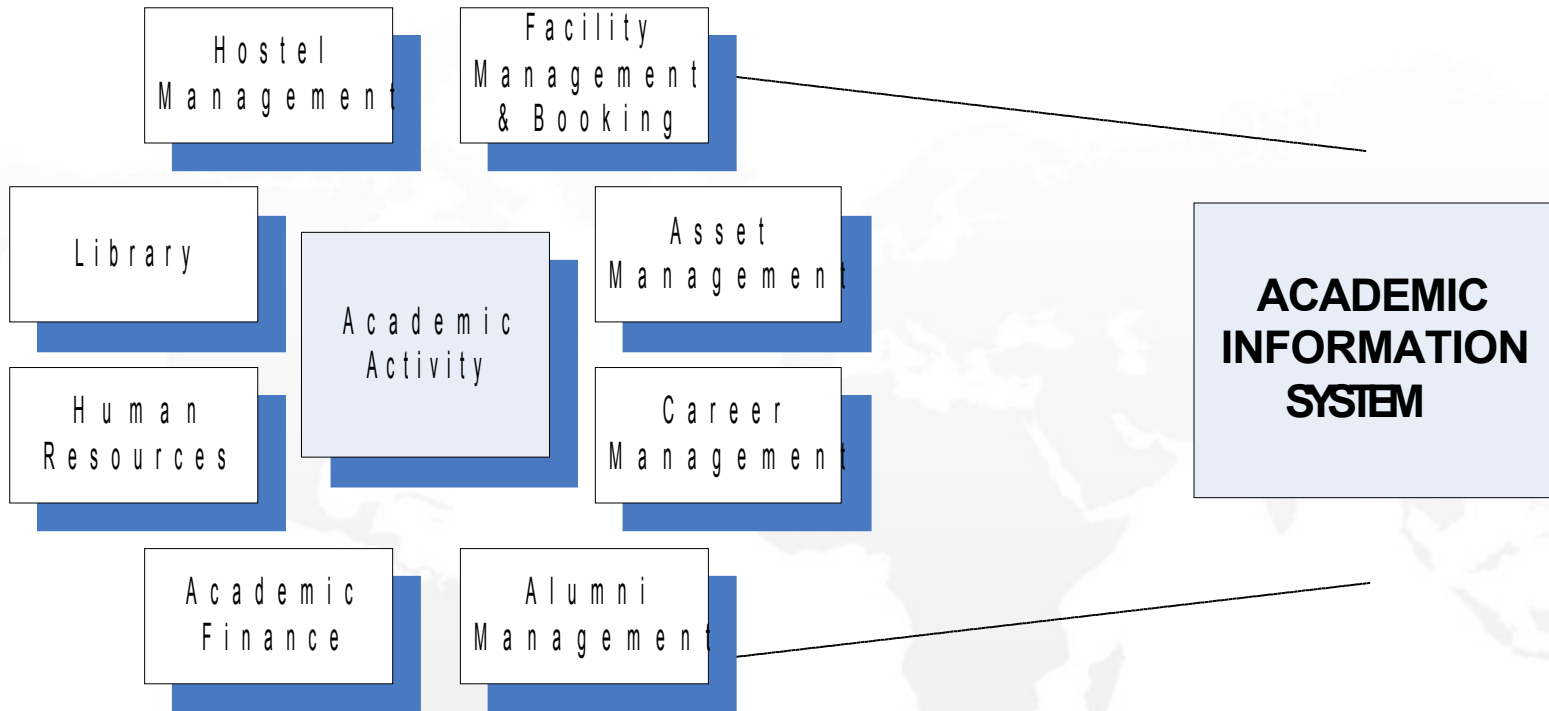 Hostel
Management
Facility
Management
& Booking
Library
Academic
Activity
Asset
Management
Human
Resources
Career
Management
Academic
Finance
Alumni
Management
ACADEMIC
INFORMATION
SYSTEM